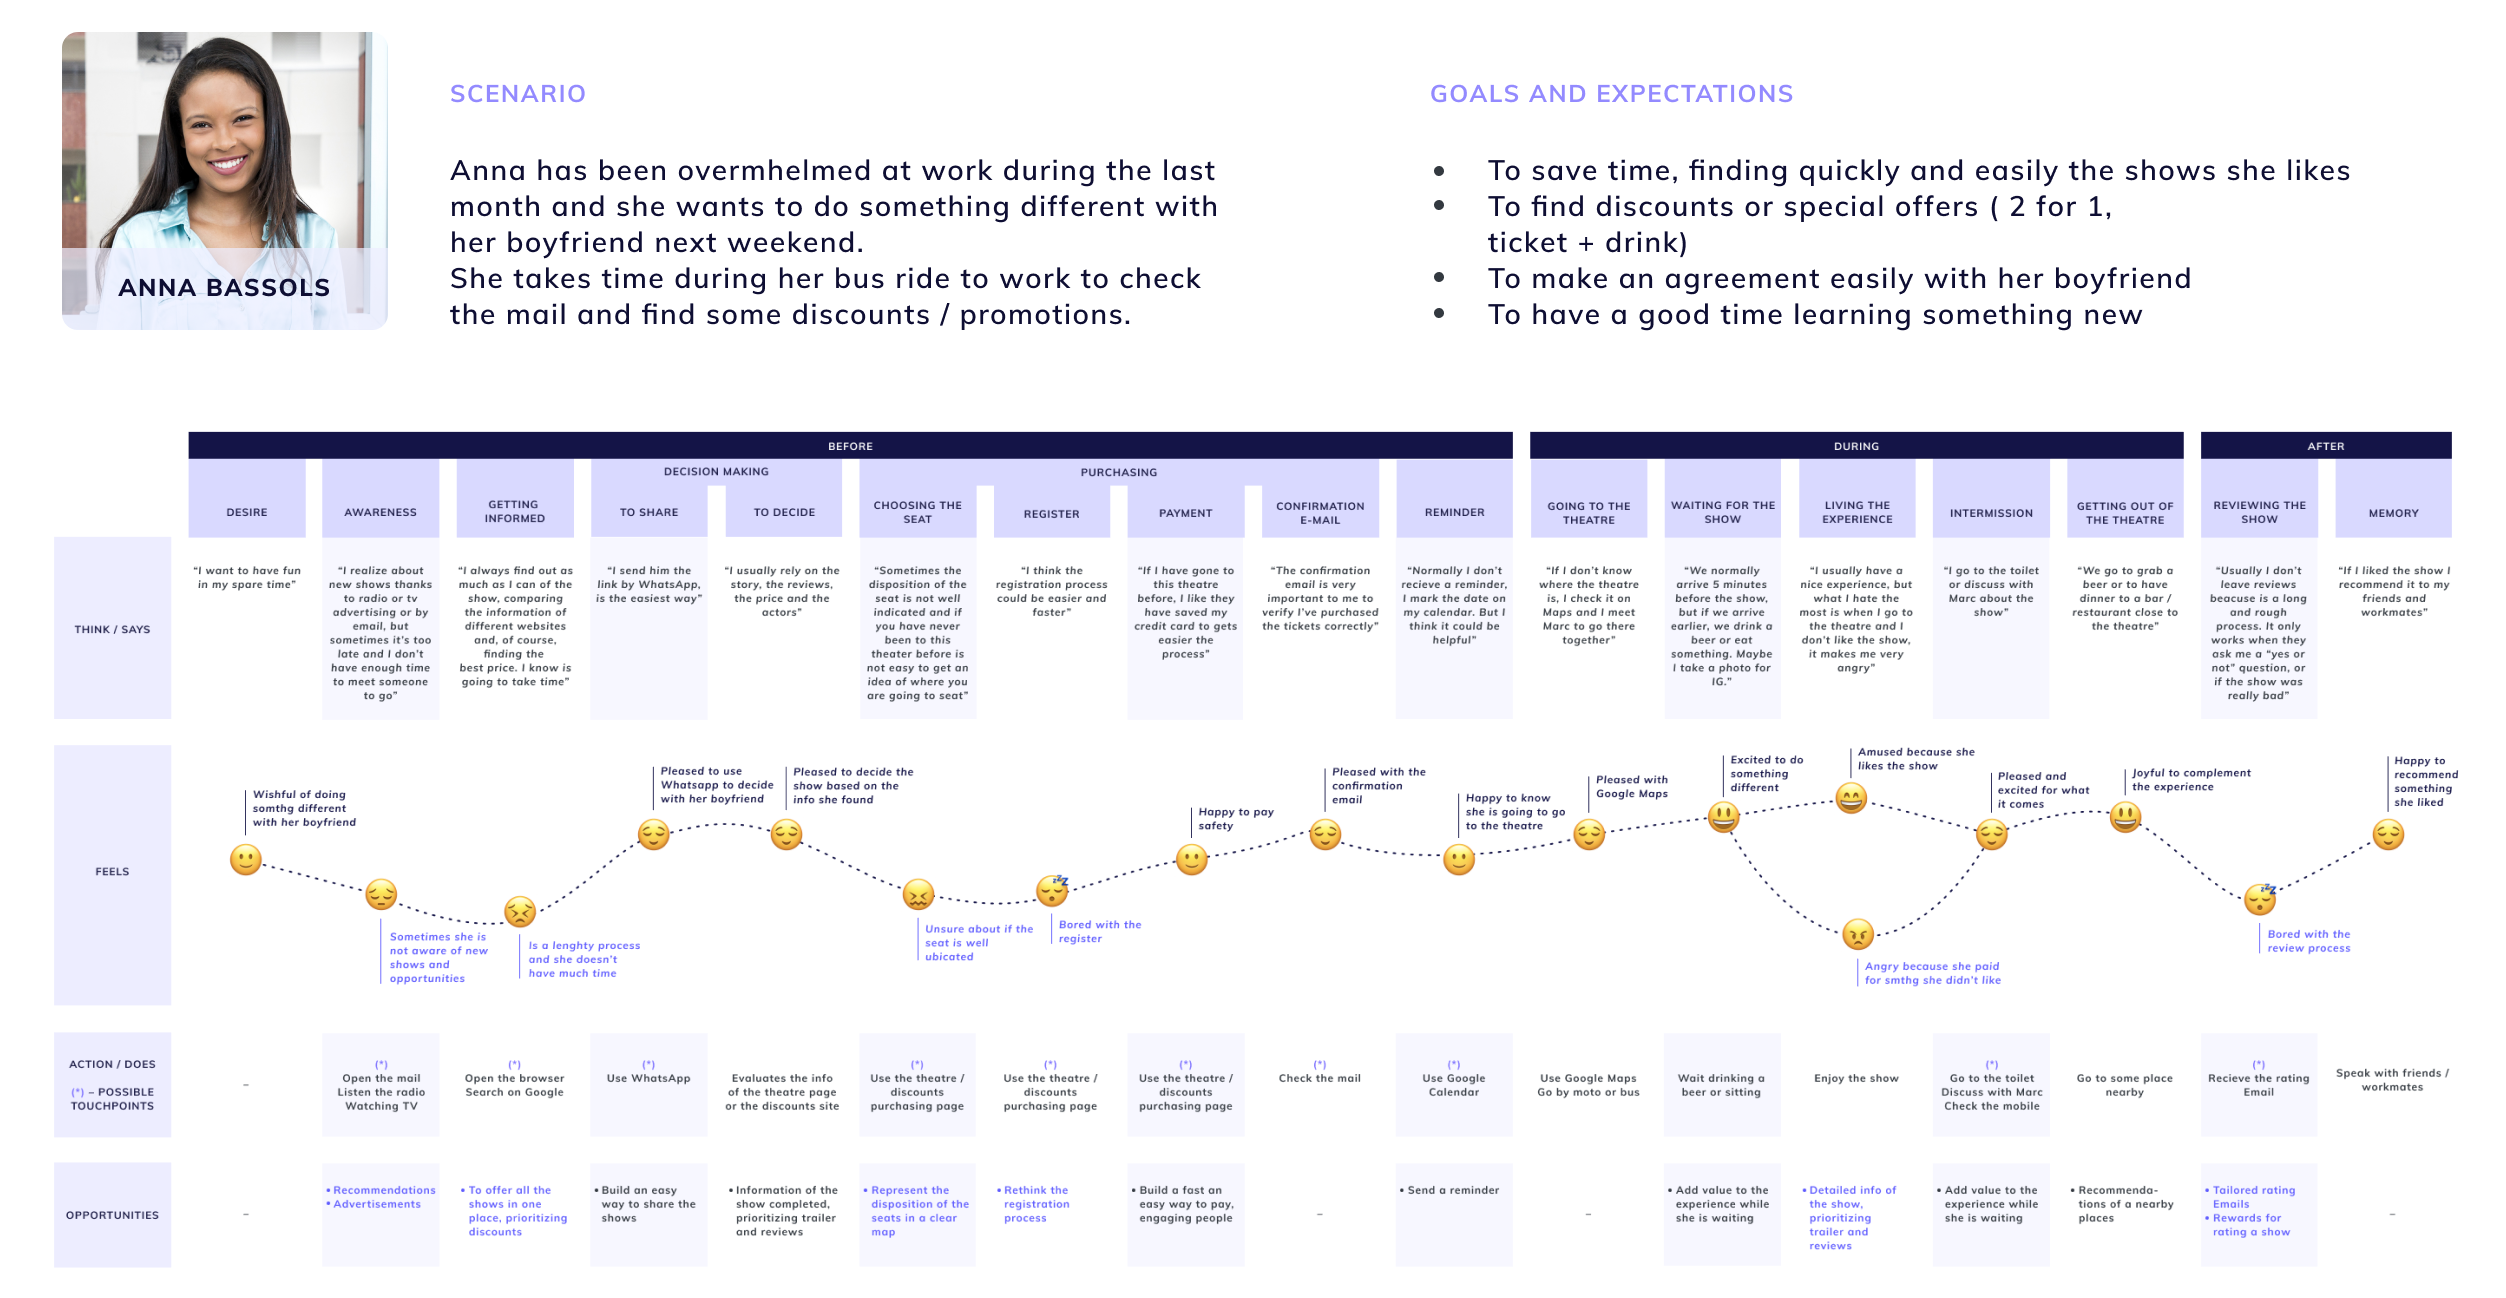 SCENARIO
Anna has been overmhelmed at work during the last
month and she wants to do something different with
her boyfriend next weekend.
She takes time during her bus ride to work to check
the mail and find some discounts / promotions.
GOALS AND EXPECTATIONS
• To save time, finding quickly and easily the shows she likes
• To find discounts or special offers ( 2 for 1,
ticket + drink)
• To make an agreement easily with her boyfriend
• To have a good time learning something new
ANNA BASSOLS
BEFORE
DURING
AFTER
DECISION MAKING
PURCHASING
DESIRE
AWARENESS
GETTING
INFORMED
TO SHARE
TO DECIDE
CHOOSING THE
SEAT
REGISTER
PAYMENT
CONFIRMATION
E-MAIL
REMINDER
GOING TO THE
THEATRE
WAITING FOR THE
SHOW
LIVING THE
EXPERIENCE
INTERMISSION
GETTING OUT OF
THE THEATRE
REVIEWING THE
SHOW
MEMORY
THINK / SAYS
“I want to have fun
in my spare time”
“I realize about
new shows thanks
to radio or tv
advertising or by
email, but
sometimes it’s too
late and I don’t
have enough time
to meet someone
to go”
“I always find out as
much as I can of the
show, comparing
the information of
different websites
and, of course,
finding the
best price. I know is
going to take time”
“I send him the
link by WhatsApp,
is the easiest way”
“I usually rely on the
story, the reviews,
the price and the
actors”
“Sometimes the
disposition of the
seat is not well
indicated and if
you have never
been to this
theater before is
not easy to get an
idea of where you
are going to seat”
“I think the
registration process
could be easier and
faster”
“If I have gone to
this theatre
before, I like they
have saved my
credit card to gets
easier the
process”
“The confirmation
email is very
important to me to
verify I’ve purchased
the tickets correctly”
“Normally I don’t
recieve a reminder,
I mark the date on
my calendar. But I
think it could be
helpful”
“If I don’t know
where the theatre
is, I check it on
Maps and I meet
Marc to go there
together”
“We normally
arrive 5 minutes
before the show,
but if we arrive
earlier, we drink a
beer or eat
something. Maybe
I take a photo for
IG.”
“I usually have a
nice experience, but
what I hate the
most is when I go to
the theatre and I
don’t like the show,
it makes me very
angry”
“I go to the toilet
or discuss with
Marc about the
show”
“We go to grab a
beer or to have
dinner to a bar /
restaurant close to
the theatre”
“Usually I don’t
leave reviews
beacuse is a long
and rough
process. It only
works when they
ask me a “yes or
not” question, or
if the show was
really bad”
“If I liked the show I
recommend it to my
friends and
workmates”
FEELS
Wishful of doing
somthg different
with her boyfriend
Sometimes she is
not aware of new
shows and
opportunities
Is a lenghty process
and she doesn’t
have much time
Pleased to use
Whatsapp to decide
with her boyfriend
Pleased to decide the
show based on the
info she found
Unsure about if the
seat is well
ubicated
Bored with the
register
Happy to pay
safety
Pleased with the
confirmation
email
Happy to know
she is going to go
to the theatre
Pleased with
Google Maps
Excited to do
something
different
Amused because she
likes the show
Angry because she paid
for smthg she didn’t like
Pleased and
excited for what
it comes
Joyful to complement
the experience
Bored with the
review process
Happy to
recommend
something
she liked
ACTION / DOES
(*) – POSSIBLE
TOUCHPOINTS
–
(*)
Open the mail
Listen the radio
Watching TV
(*)
Open the browser
Search on Google
(*)
Use WhatsApp
Evaluates the info
of the theatre page
or the discounts site
(*)
Use the theatre /
discounts
purchasing page
(*)
Use the theatre /
discounts
purchasing page
(*)
Use the theatre /
discounts
purchasing page
(*)
Check the mail
(*)
Use Google
Calendar
Use Google Maps
Go by moto or bus
Wait drinking a
beer or sitting
Enjoy the show
(*)
Go to the toilet
Discuss with Marc
Check the mobile
Go to some place
nearby
(*)
Recieve the rating
Email
Speak with friends /
workmates
OPPORTUNITIES
–
• Recommendations
• Advertisements
• To offer all the
shows in one
place, prioritizing
discounts
• Build an easy
way to share the
shows
• Information of the
show completed,
prioritizing trailer
and reviews
• Represent the
disposition of the
seats in a clear
map
• Rethink the
registration
process
• Build a fast an
easy way to pay,
engaging people
–
• Send a reminder
–
• Add value to the
experience while
she is waiting
• Detailed info of
the show,
prioritizing
trailer and
reviews
• Add value to the
experience while
she is waiting
• Recommenda-
tions of a nearby
places
• Tailored rating
Emails
• Rewards for
rating a show
–